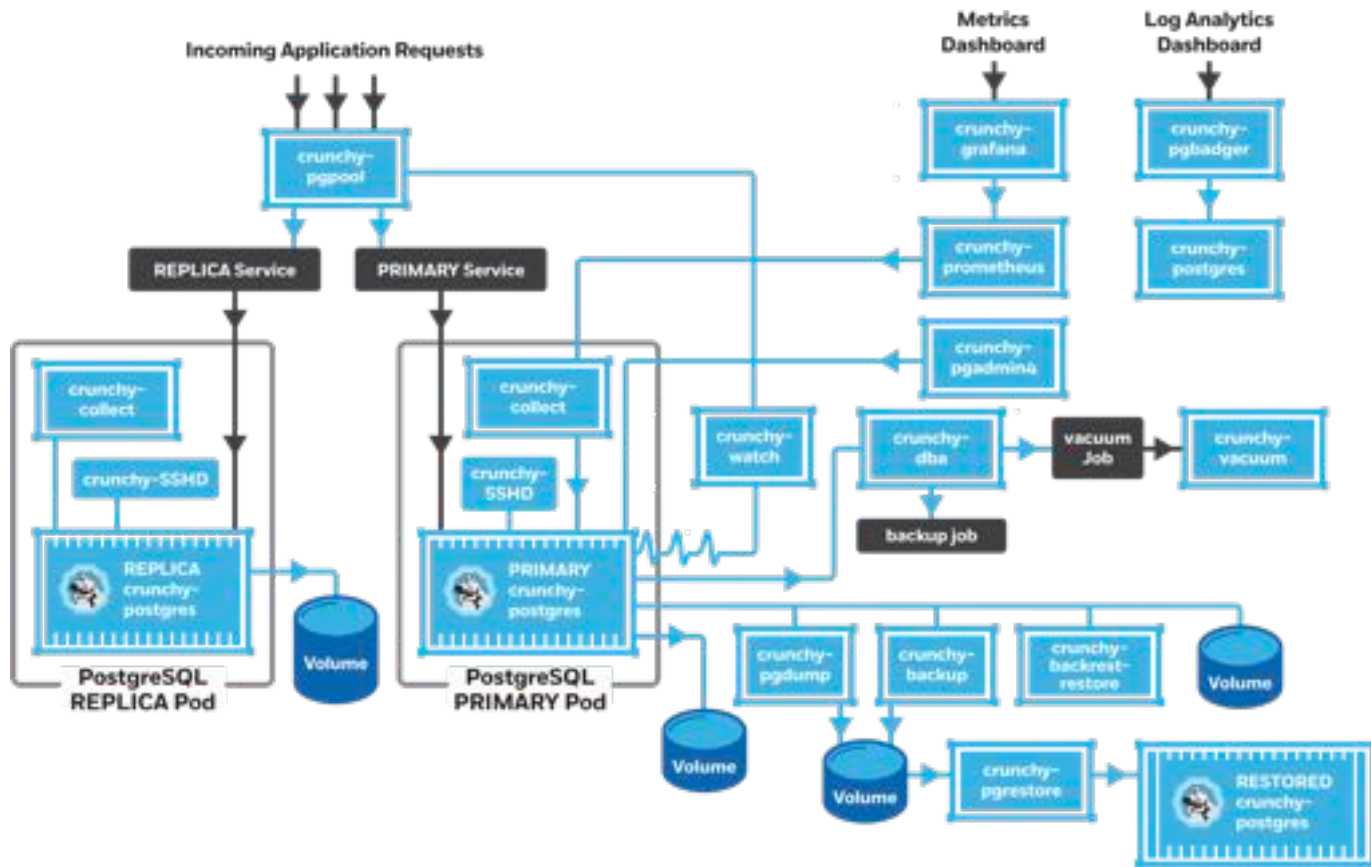 Incoming Application Requests
Metrics
Dashboard
Log Analytics
Dashboard
crunchy-
pgpool
crunchy-
grafana
crunchy-
pgbadger
REPLICA Service
PRIMARY Service
crunchy-
prometheus
crunchy-
postgres
crunchy-
collect
crunchy-
collect
crunchy-
pgadmin4
crunchy-
watch
crunchy-
dba
vacuum
Job
crunchy-
vacuum
crunchy-SSHD
crunchy-
SSHD
backup job
REPLICA
crunchy-
postgres
PRIMARY
crunchy-
postgres
Volume
PostgreSQL
REPLICA Pod
PostgreSQL
PRIMARY Pod
crunchy-
pgdump
crunchy-
backup
crunchy-
backrest-
restore
Volume
Volume
Volume
crunchy-
pgrestore
RESTORED
crunchy-
postgres